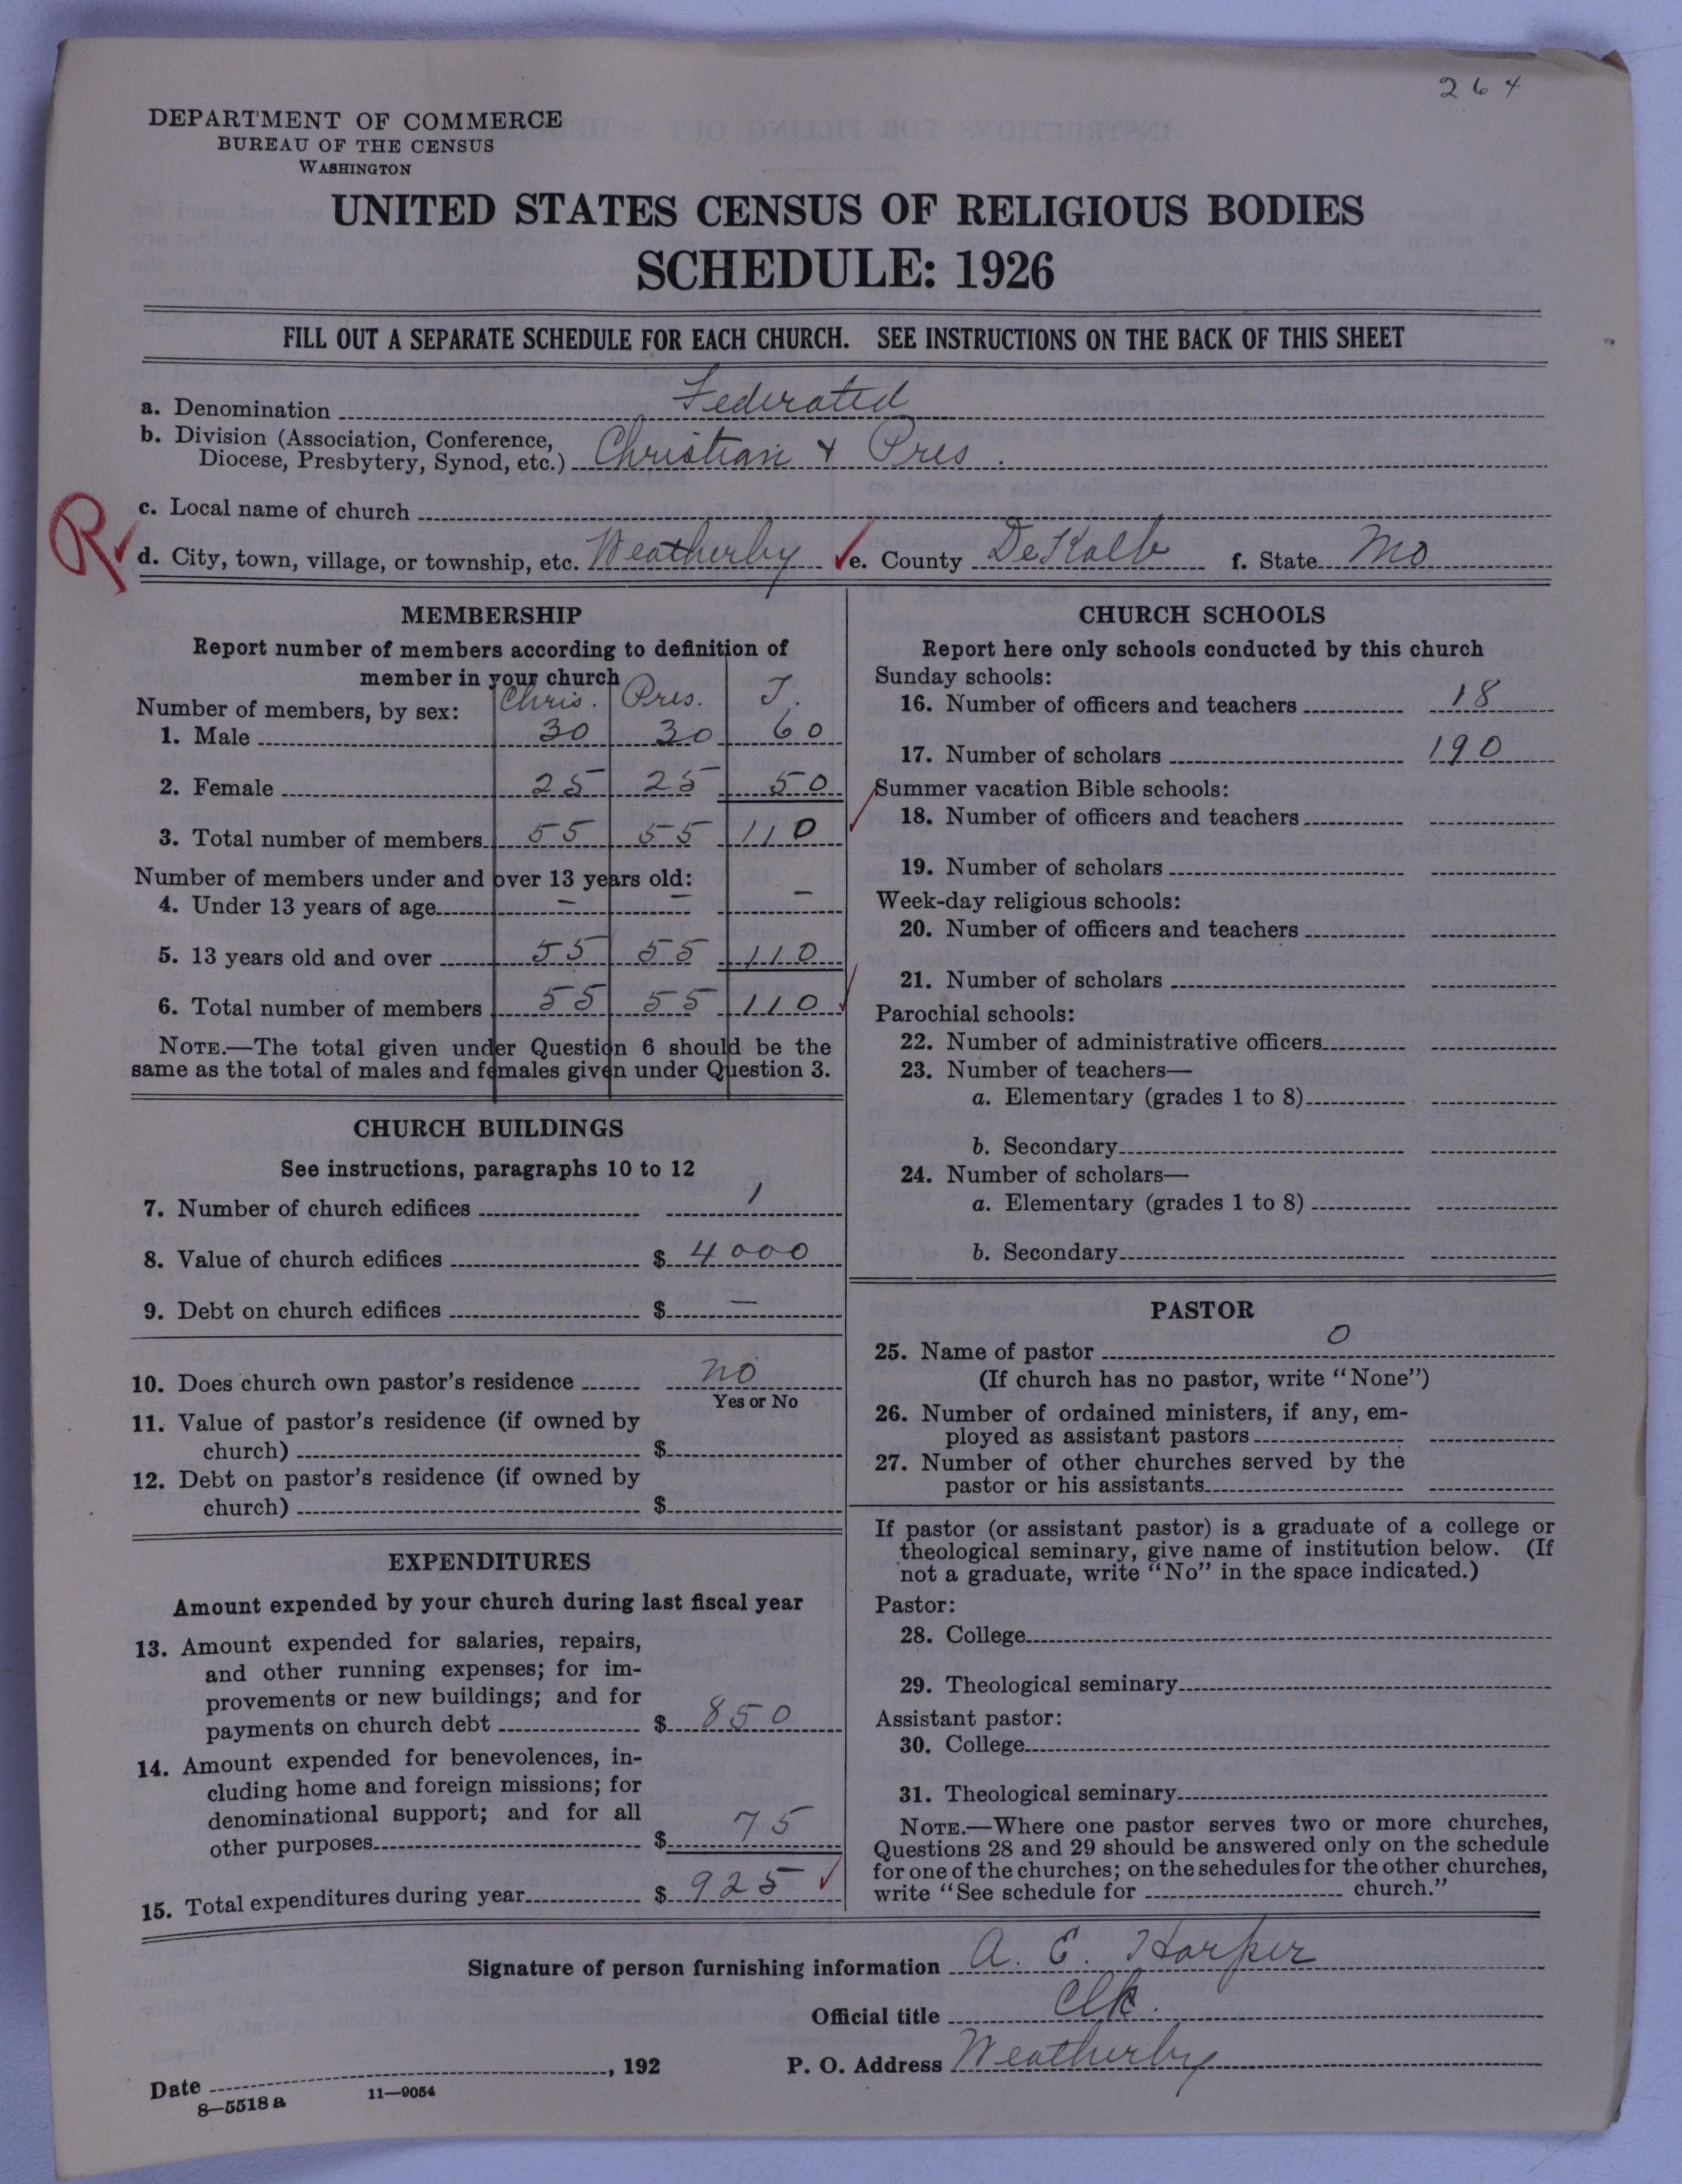 264
DEPARTMENT OF COMMERCE
BUREAU OF THE CENSUS
WASHINGTON
UNITED STATES CENSUS OF RELIGIOUS BODIES
SCHEDULE: 1926
FILL OUT A SEPARATE SCHEDULE FOR EACH CHURCH. SEE INSTRUCTIONS ON THE BACK OF THIS SHEET
a. Denomination Federated
b. Division (Association, Conference,
Diocese, Presbytery, Synod, etc.) Christian & Pres.
c. Local name of church
R
d. City, town, village, or township, etc. Weatherby e. County DeKalb f. State Mo
MEMBERSHIP
Report number of members according to definition of
member in your church
Number of members, by sex: Chris. Pres. T.
1. Male 30 30 60
2. Female 25 25 50
3. Total number of members 55 55 110
Number of members under and over 13 years old:
4. Under 13 years of age – – –
5. 13 years old and over 55 55 110
6. Total number of members 55 55 110
NOTE.—The total given under Question 6 should be the
same as the total of males and females given under Question 3.
CHURCH BUILDINGS
See instructions, paragraphs 10 to 12
7. Number of church edifices 1
8. Value of church edifices $ 4000
9. Debt on church edifices $ —
10. Does church own pastor's residence no
Yes or No
11. Value of pastor's residence (if owned by
church) $
12. Debt on pastor's residence (if owned by
church) $
EXPENDITURES
Amount expended by your church during last fiscal year
13. Amount expended for salaries, repairs,
and other running expenses; for im-
provements or new buildings; and for
payments on church debt $ 850
14. Amount expended for benevolences, in-
cluding home and foreign missions; for
denominational support; and for all
other purposes $ 75
15. Total expenditures during year $ 925
CHURCH SCHOOLS
Report here only schools conducted by this church
Sunday schools:
16. Number of officers and teachers 18
17. Number of scholars 190
Summer vacation Bible schools:
18. Number of officers and teachers
19. Number of scholars
Week-day religious schools:
20. Number of officers and teachers
21. Number of scholars
Parochial schools:
22. Number of administrative officers
23. Number of teachers—
a. Elementary (grades 1 to 8)
b. Secondary
24. Number of scholars—
a. Elementary (grades 1 to 8)
b. Secondary
PASTOR
25. Name of pastor 0
(If church has no pastor, write "None")
26. Number of ordained ministers, if any, em-
ployed as assistant pastors
27. Number of other churches served by the
pastor or his assistants
If pastor (or assistant pastor) is a graduate of a college or
theological seminary, give name of institution below. (If
not a graduate, write "No" in the space indicated.)
Pastor:
28. College
29. Theological seminary
Assistant pastor:
30. College
31. Theological seminary
NOTE.—Where one pastor serves two or more churches,
Questions 28 and 29 should be answered only on the schedule
for one of the churches; on the schedules for the other churches,
write "See schedule for church."
Signature of person furnishing information A. E. Harper
Official title Clk.
Date , 192 P. O. Address Weatherby
8—5518 a 11—9054